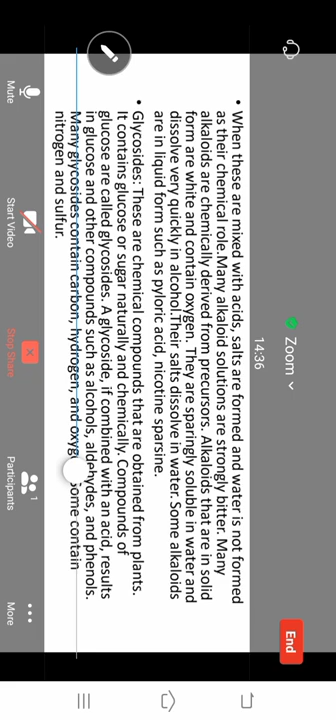 Zoom
14:36
End
• When these are mixed with acids, salts are formed and water is not formed
as their chemical role.Many alkaloid solutions are strongly bitter. Many
alkaloids are chemically derived from precursors. Alkaloids that are in solid
form are white and contain oxygen. They are sparingly soluble in water and
dissolve very quickly in alcohol.Their salts dissolve in water. Some alkaloids
are in liquid form such as pyloric acid, nicotine sparsine.
• Glycosides: These are chemical compounds that are obtained from plants.
It contains glucose or sugar naturally and chemically. Compounds of
glucose are called glycosides. A glycoside, if combined with an acid, results
in glucose and other compounds such as alcohols, aldehydes, and phenols.
Many glycosides contain carbon, hydrogen, and ome contain
nitrogen and sulfur.
Mute
Start Video
Stop Share
Participants
1
More